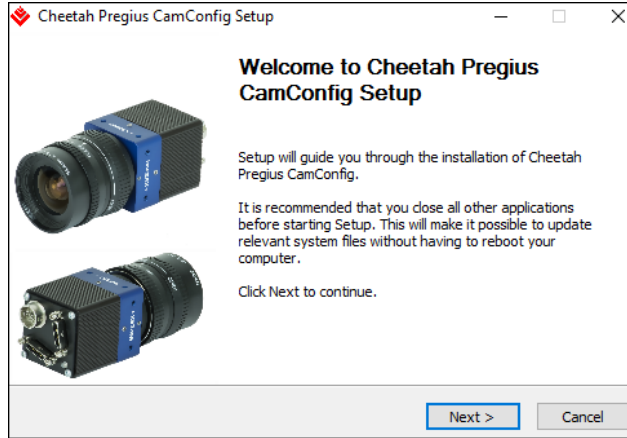 Cheetah Pregius CamConfig Setup
Welcome to Cheetah Pregius
CamConfig Setup
Setup will guide you through the installation of Cheetah
Pregius CamConfig.
It is recommended that you close all other applications
before starting Setup. This will make it possible to update
relevant system files without having to reboot your
computer.
Click Next to continue.
Next >
Cancel